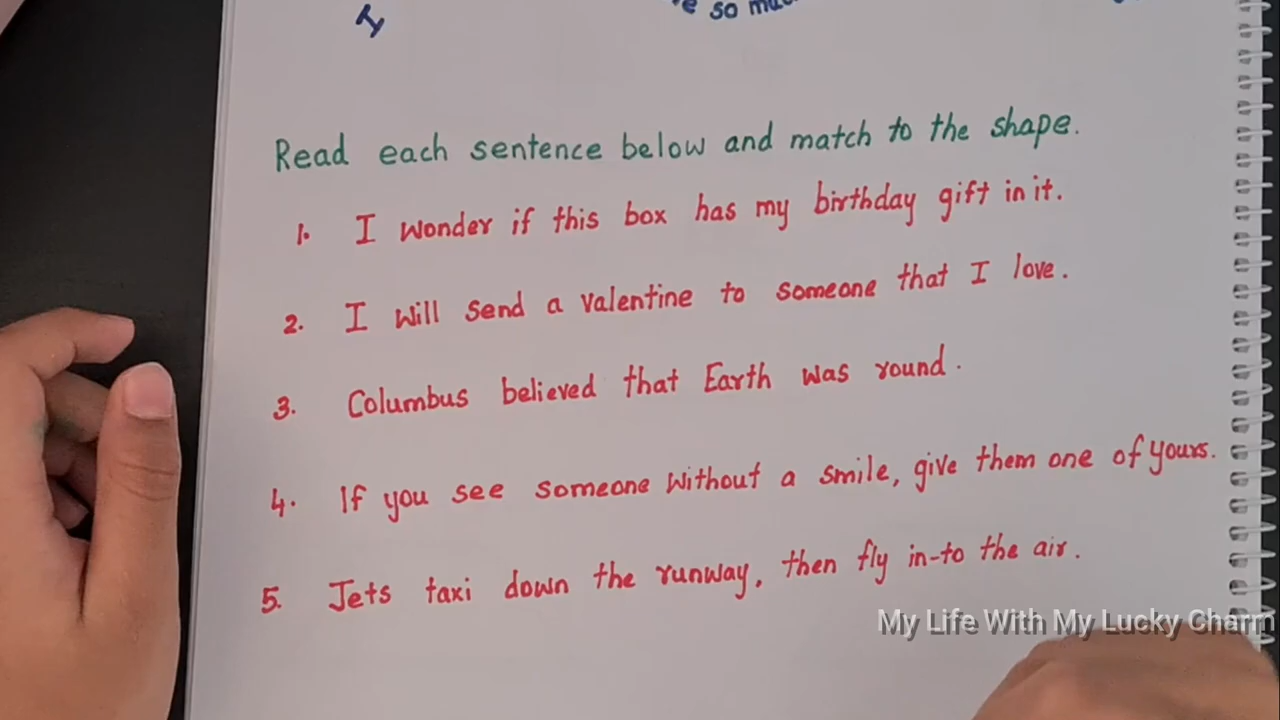 I
so
Read each sentence below and match to the shape.
1. I wonder if this box has my birthday gift in it.
2. I will send a valentine to someone that I love.
3. Columbus believed that Earth was round.
4. If you see someone without a smile, give them one of yours.
5. Jets taxi down the runway, then fly in-to the air.
My Life With My Lucky Charm